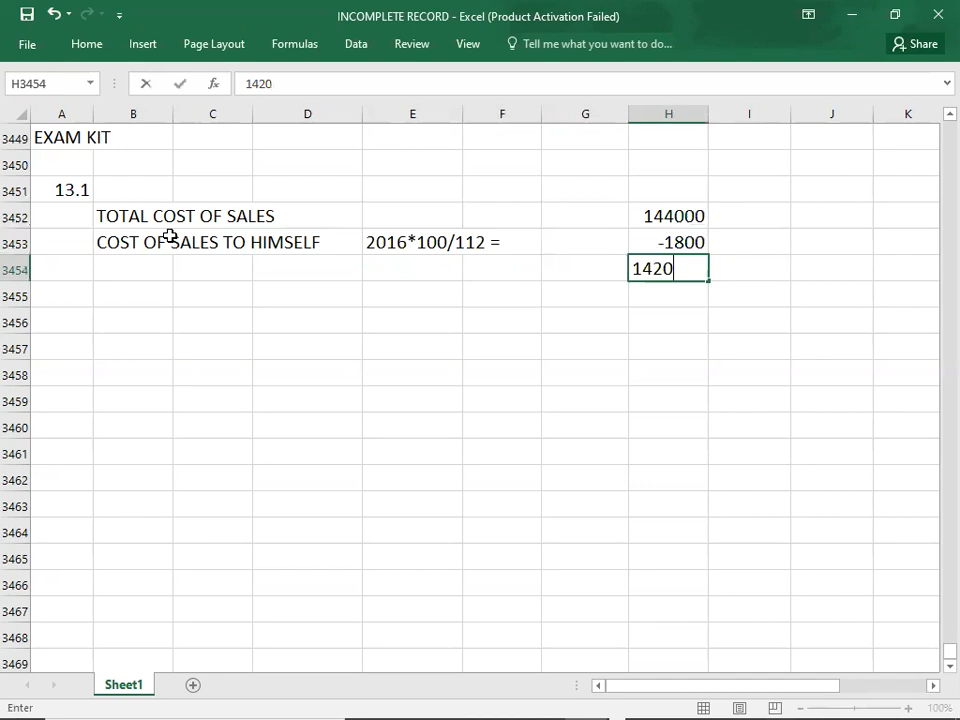 INCOMPLETE RECORD - Excel (Product Activation Failed)
File Home Insert Page Layout Formulas Data Review View Tell me what you want to do... Share
H3454 fx 1420
A B C D E F G H I J K
3449 EXAM KIT
3450
3451 13.1
3452 TOTAL COST OF SALES 144000
3453 COST OF SALES TO HIMSELF 2016*100/112 = -1800
3454 1420
3455
3456
3457
3458
3459
3460
3461
3462
3463
3464
3465
3466
3467
3468
3469
Sheet1
Enter 100%